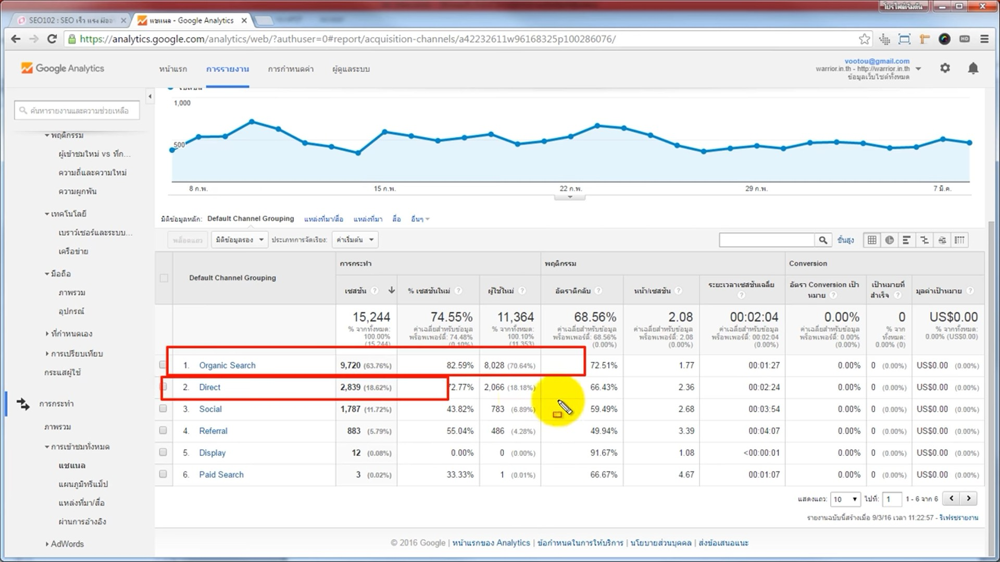 โปรไฟล์เริ่มต้น
SEO102 : SEO เร็ว แรง
แชแนล - Google Analytics
https://analytics.google.com/analytics/web/?authuser=0#report/acquisition-channels/a42232611w96168325p100286076/
Google Analytics
หน้าแรก
การรายงาน
การกำหนดค่า
ผู้ดูแลระบบ
vootou@gmail.com
warrior.in.th - http://warrior.in.th
ข้อมูลเว็บไซต์ทั้งหมด
ค้นหารายงานและความช่วยเหลือ
พฤติกรรม
ผู้เข้าชมใหม่ vs ที่ก...
ความถี่และความใหม่
ความผูกพัน
เทคโนโลยี
เบราว์เซอร์และระบบ...
เครือข่าย
มือถือ
ภาพรวม
อุปกรณ์
ที่กำหนดเอง
การเปรียบเทียบ
กระแสผู้ใช้
การกระทำ
ภาพรวม
การเข้าชมทั้งหมด
แชแนล
แผนภูมิทรีแม็ป
แหล่งที่มา/สื่อ
ผ่านการอ้างอิง
AdWords
1,000
500
8 ก.พ. 15 ก.พ. 22 ก.พ. 29 ก.พ. 7 มี.ค.
มิติข้อมูลหลัก: Default Channel Grouping แหล่งที่มา/สื่อ แหล่งที่มา สื่อ อื่นๆ
พล็อตแถว มิติข้อมูลรอง ประเภทการจัดเรียง: ค่าเริ่มต้น ขั้นสูง
Default Channel Grouping
การกระทำ พฤติกรรม Conversion
เซสชัน % เซสชันใหม่ ผู้ใช้ใหม่ อัตราตีกลับ หน้า/เซสชัน ระยะเวลาเซสชันเฉลี่ย อัตรา Conversion เป้าหมาย เป้าหมายที่สำเร็จ มูลค่าเป้าหมาย
15,244 74.55% 11,364 68.56% 2.08 00:02:04 0.00% 0 US$0.00
% จากทั้งหมด: 100.00% (15,244)
ค่าเฉลี่ยสำหรับข้อมูลพร็อพเพอร์ตี้: 74.48% (0.10%)
% จากทั้งหมด: 100.10% (11,353)
ค่าเฉลี่ยสำหรับข้อมูลพร็อพเพอร์ตี้: 68.56% (0.00%)
ค่าเฉลี่ยสำหรับข้อมูลพร็อพเพอร์ตี้: 2.08 (0.00%)
ค่าเฉลี่ยสำหรับข้อมูลพร็อพเพอร์ตี้: 00:02:04 (0.00%)
ค่าเฉลี่ยสำหรับข้อมูลพร็อพเพอร์ตี้: 0.00% (0.00%)
% จากทั้งหมด: 0.00% (0)
% จากทั้งหมด: 0.00% (US$0.00)
1. Organic Search 9,720 (63.76%) 82.59% 8,028 (70.64%) 72.51% 1.77 00:01:27 0.00% 0 (0.00%) US$0.00 (0.00%)
2. Direct 2,839 (18.62%) 72.77% 2,066 (18.18%) 66.43% 2.36 00:02:24 0.00% 0 (0.00%) US$0.00 (0.00%)
3. Social 1,787 (11.72%) 43.82% 783 (6.89%) 59.49% 2.68 00:03:54 0.00% 0 (0.00%) US$0.00 (0.00%)
4. Referral 883 (5.79%) 55.04% 486 (4.28%) 49.94% 3.39 00:04:07 0.00% 0 (0.00%) US$0.00 (0.00%)
5. Display 12 (0.08%) 0.00% 0 (0.00%) 91.67% 1.08 <00:00:01 0.00% 0 (0.00%) US$0.00 (0.00%)
6. Paid Search 3 (0.02%) 33.33% 1 (0.01%) 66.67% 4.67 00:01:07 0.00% 0 (0.00%) US$0.00 (0.00%)
แสดงแถว: 10 ไปที่: 1 1 - 6 จาก 6
รายงานฉบับนี้สร้างเมื่อ 9/3/16 เวลา 11:22:57 - รีเฟรชรายงาน
© 2016 Google | หน้าแรกของ Analytics | ข้อกำหนดในการให้บริการ | นโยบายส่วนบุคคล | ส่งข้อเสนอแนะ